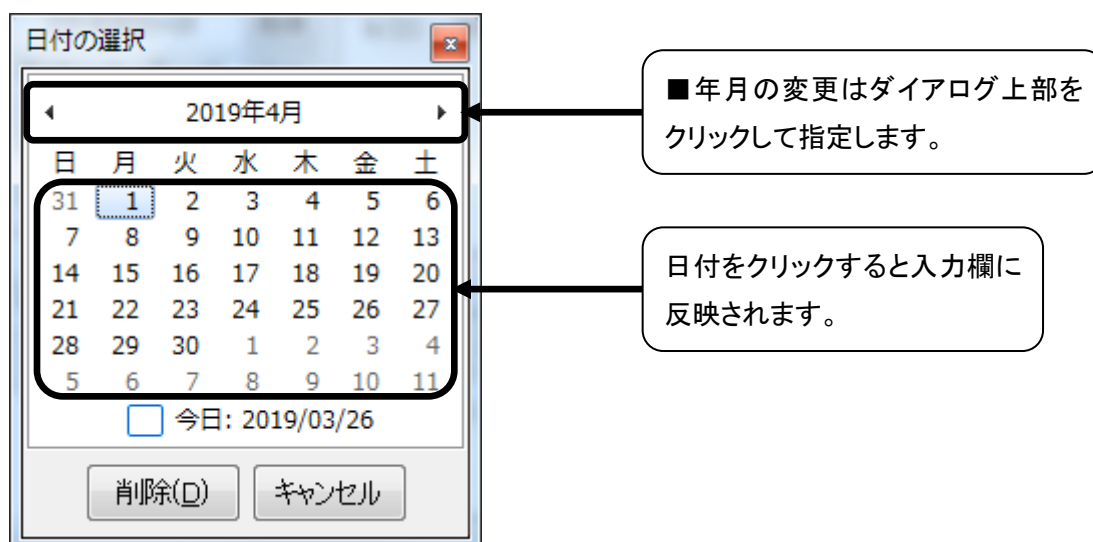 日付の選択
2019年4月
日 月 火 水 木 金 土
31 1 2 3 4 5 6
7 8 9 10 11 12 13
14 15 16 17 18 19 20
21 22 23 24 25 26 27
28 29 30 1 2 3 4
5 6 7 8 9 10 11
今日: 2019/03/26
削除(D) キャンセル
■年月の変更はダイアログ上部を
クリックして指定します。
日付をクリックすると入力欄に
反映されます。